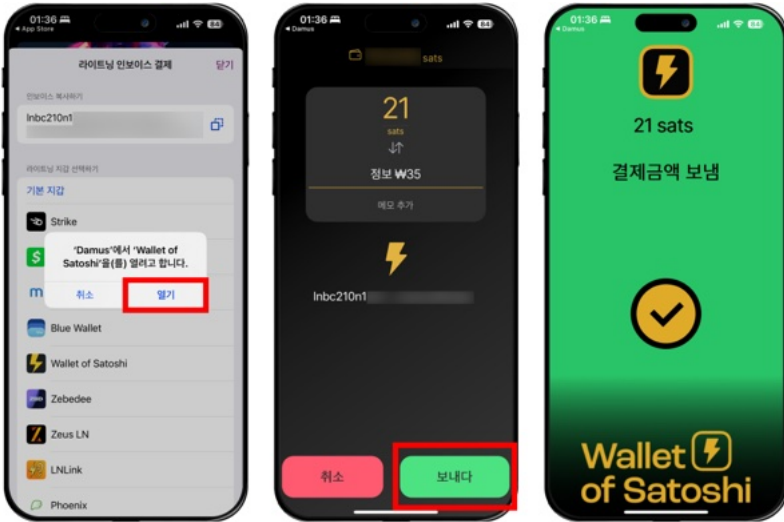 01:36
84
App Store
라이트닝 인보이스 결제
닫기
인보이스 복사하기
lnbc210n1
라이트닝 지갑 선택하기
기본 지갑
Strike
$
'Damus'에서 'Wallet of
Satoshi'을(를) 열려고 합니다.
취소
열기
m
Blue Wallet
Wallet of Satoshi
Zebedee
Zeus LN
LNLink
Phoenix
01:36
84
Damus
sats
21
sats
정보 ₩35
메모 추가
lnbc210n1
취소
보내다
01:36
84
Damus
21 sats
결제금액 보냄
Wallet
of Satoshi